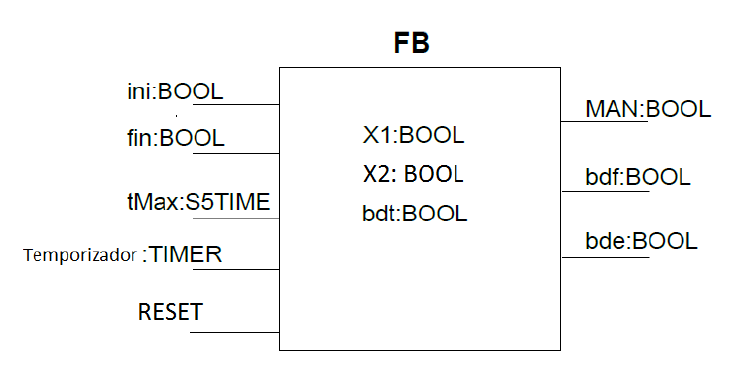 FB
ini:BOOL
fin:BOOL
tMax:S5TIME
Temporizador :TIMER
RESET
X1:BOOL
X2: BOOL
bdt:BOOL
MAN:BOOL
bdf:BOOL
bde:BOOL